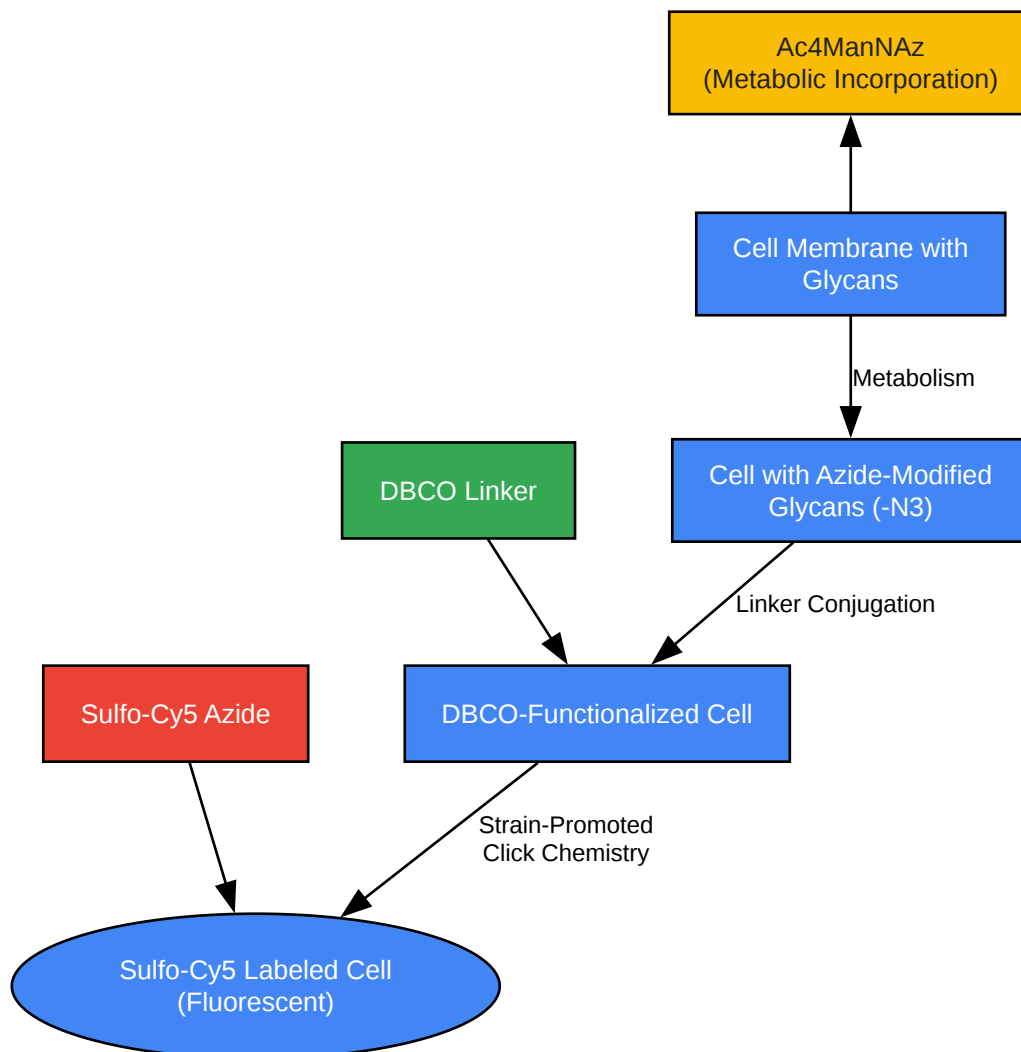 Ac4ManNAz
(Metabolic Incorporation)
Cell Membrane with
Glycans
Metabolism
DBCO Linker
Cell with Azide-Modified
Glycans (-N3)
Linker Conjugation
Sulfo-Cy5 Azide
DBCO-Functionalized Cell
Strain-Promoted
Click Chemistry
Sulfo-Cy5 Labeled Cell
(Fluorescent)